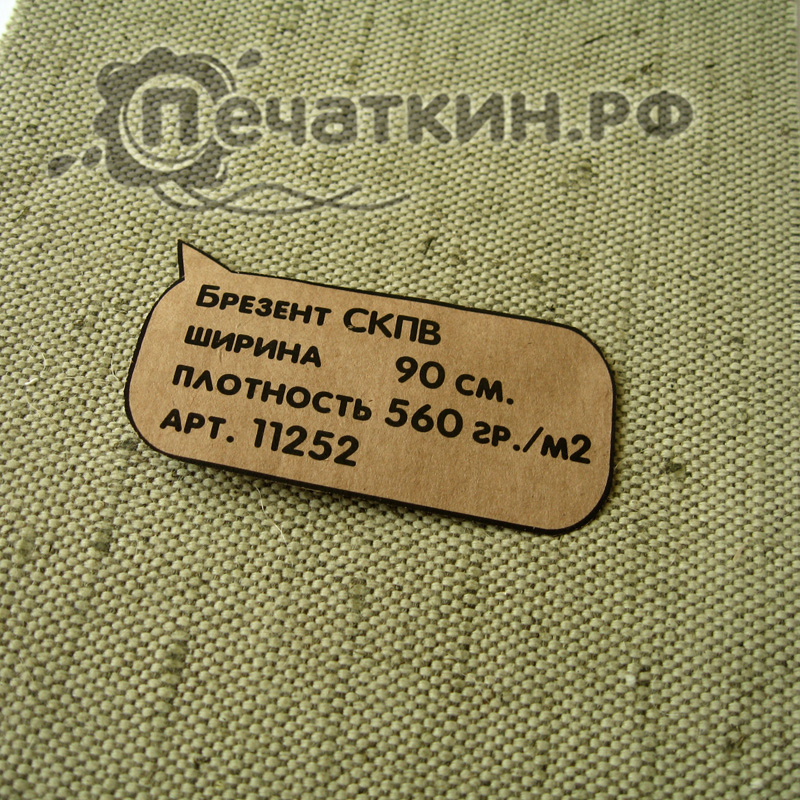 Печаткин.РФ
Брезент СКПВ
ширина 90 см.
плотность 560 гр./м2
арт. 11252